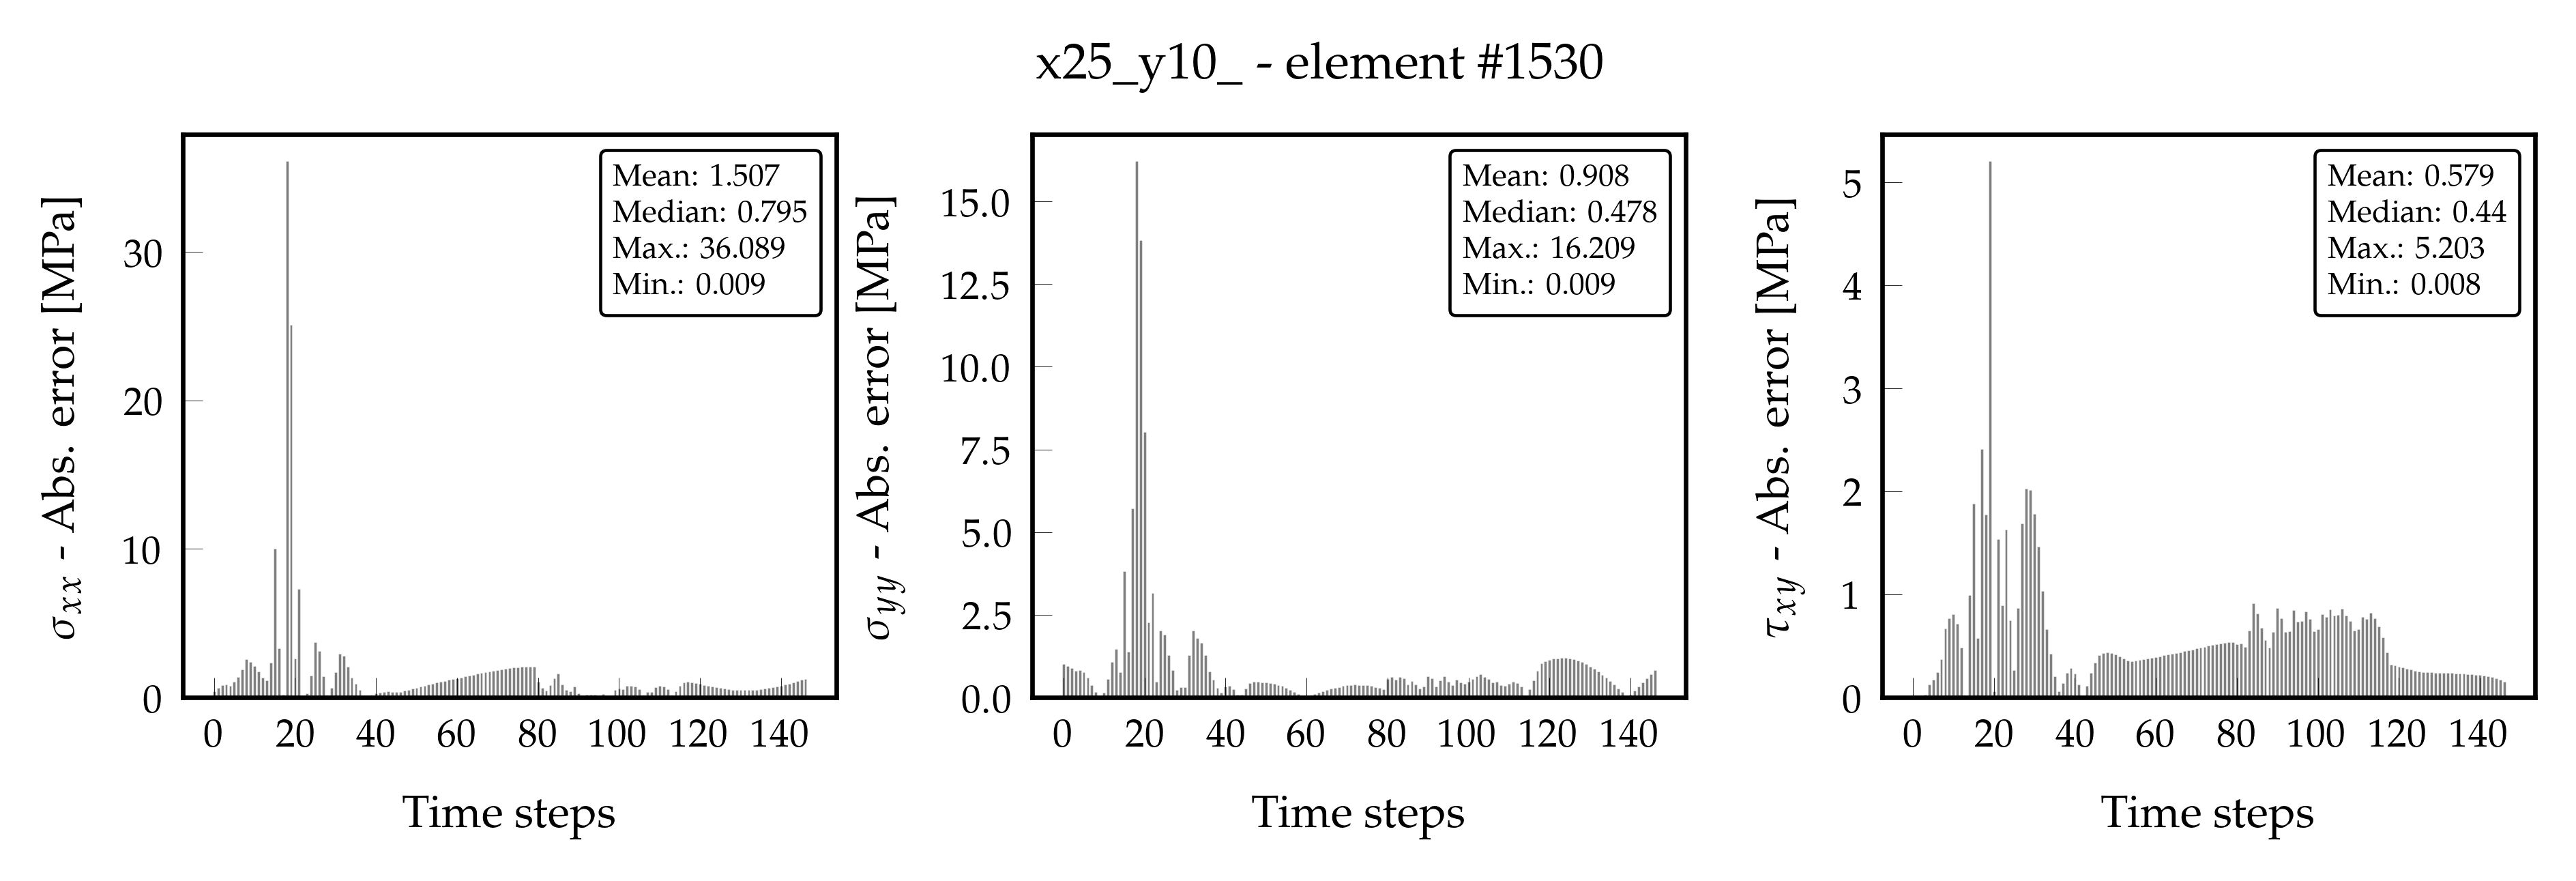 x25_y10_ - element #1530
σxx - Abs. error [MPa]
30
20
10
0
0 20 40 60 80 100 120 140
Time steps
Mean: 1.507
Median: 0.795
Max.: 36.089
Min.: 0.009
σyy - Abs. error [MPa]
15.0
12.5
10.0
7.5
5.0
2.5
0.0
0 20 40 60 80 100 120 140
Time steps
Mean: 0.908
Median: 0.478
Max.: 16.209
Min.: 0.009
τxy - Abs. error [MPa]
5
4
3
2
1
0
0 20 40 60 80 100 120 140
Time steps
Mean: 0.579
Median: 0.44
Max.: 5.203
Min.: 0.008